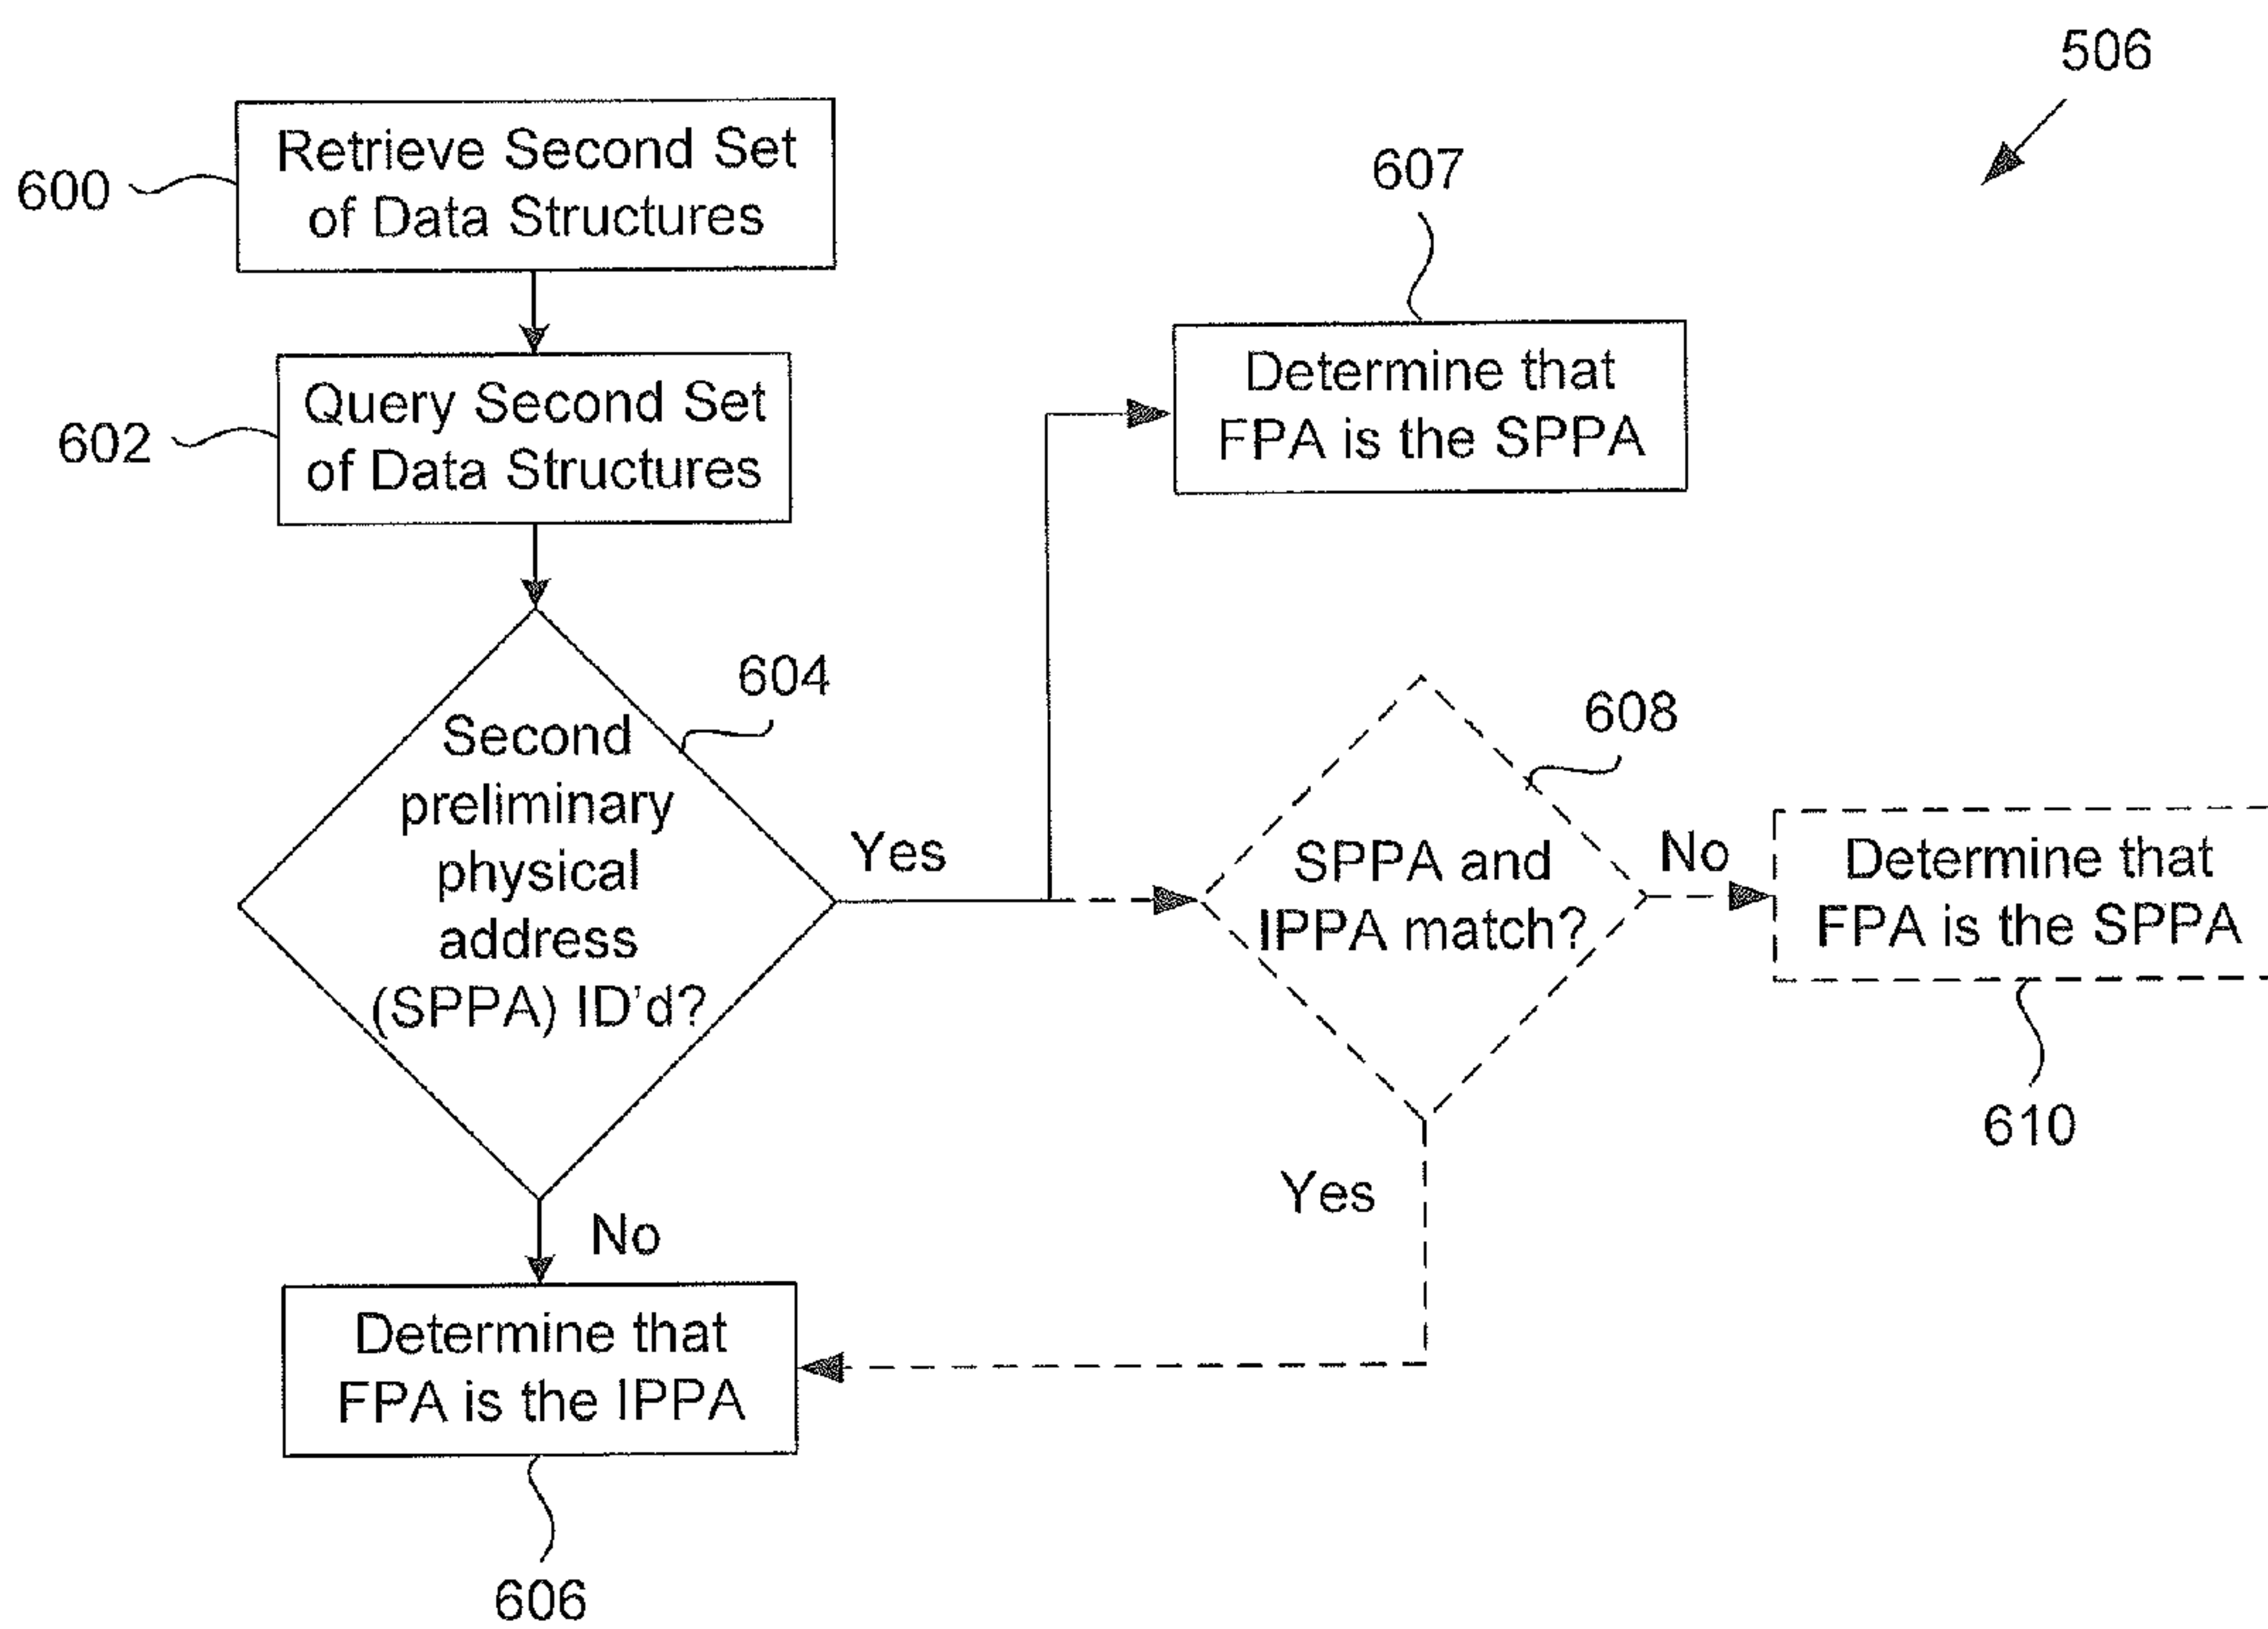 506
600
Retrieve Second Set
of Data Structures
607
602
Query Second Set
of Data Structures
Determine that
FPA is the SPPA
604
Second
preliminary
physical
address
(SPPA) ID'd?
Yes
608
SPPA and
IPPA match?
No
Determine that
FPA is the SPPA
610
Yes
No
Determine that
FPA is the IPPA
606